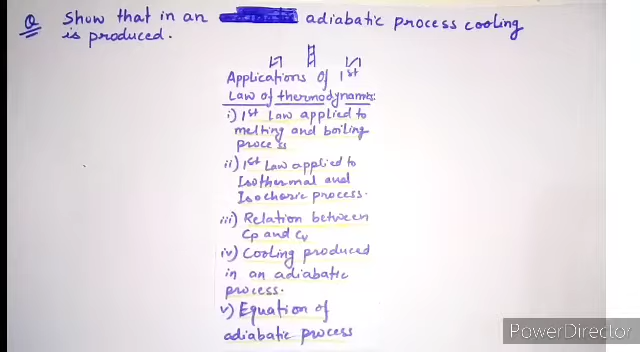 Q Show that in an adiabatic process cooling
is produced.
Applications of 1st
Law of thermodynamics:
i) 1st Law applied to
melting and boiling
process
ii) 1st Law applied to
Isothermal and
Isochoric process.
iii) Relation between
Cp and Cv
iv) Cooling produced
in an adiabatic
process.
v) Equation of
adiabatic process
PowerDirector